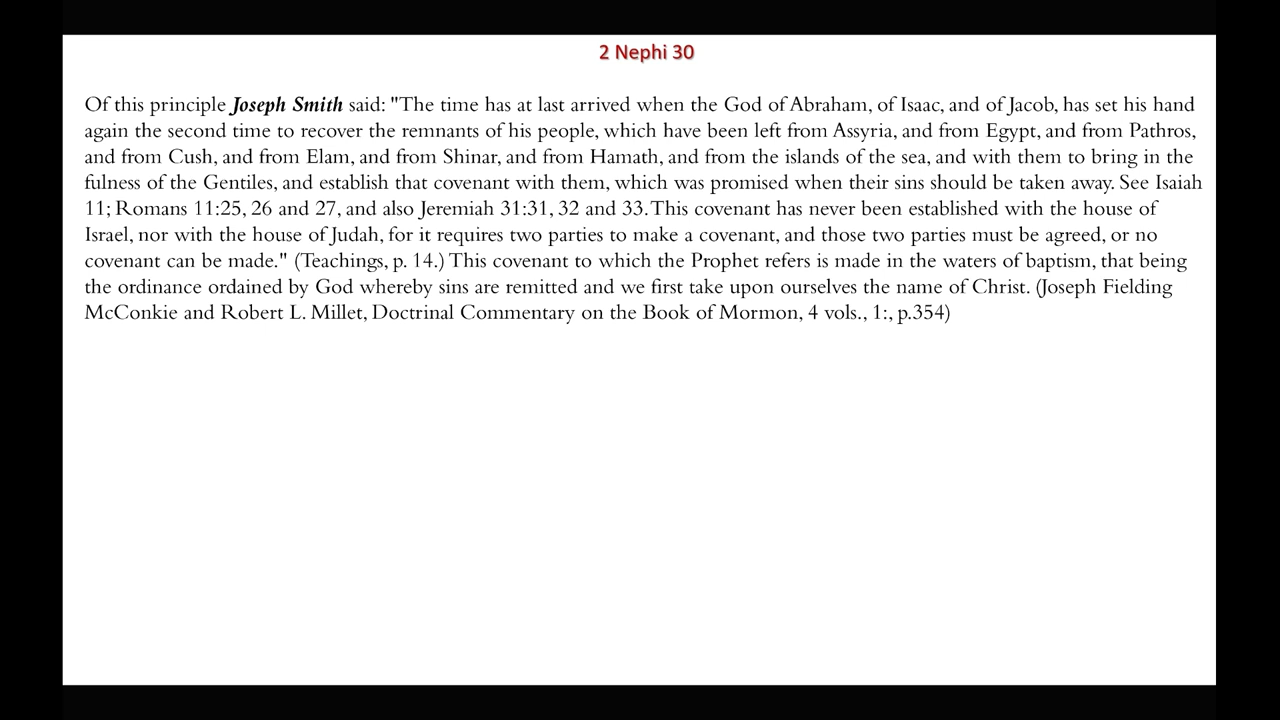 2 Nephi 30
Of this principle Joseph Smith said: "The time has at last arrived when the God of Abraham, of Isaac, and of Jacob, has set his hand
again the second time to recover the remnants of his people, which have been left from Assyria, and from Egypt, and from Pathros,
and from Cush, and from Elam, and from Shinar, and from Hamath, and from the islands of the sea, and with them to bring in the
fulness of the Gentiles, and establish that covenant with them, which was promised when their sins should be taken away. See Isaiah
11; Romans 11:25, 26 and 27, and also Jeremiah 31:31, 32 and 33. This covenant has never been established with the house of
Israel, nor with the house of Judah, for it requires two parties to make a covenant, and those two parties must be agreed, or no
covenant can be made." (Teachings, p. 14.) This covenant to which the Prophet refers is made in the waters of baptism, that being
the ordinance ordained by God whereby sins are remitted and we first take upon ourselves the name of Christ. (Joseph Fielding
McConkie and Robert L. Millet, Doctrinal Commentary on the Book of Mormon, 4 vols., 1:, p.354)